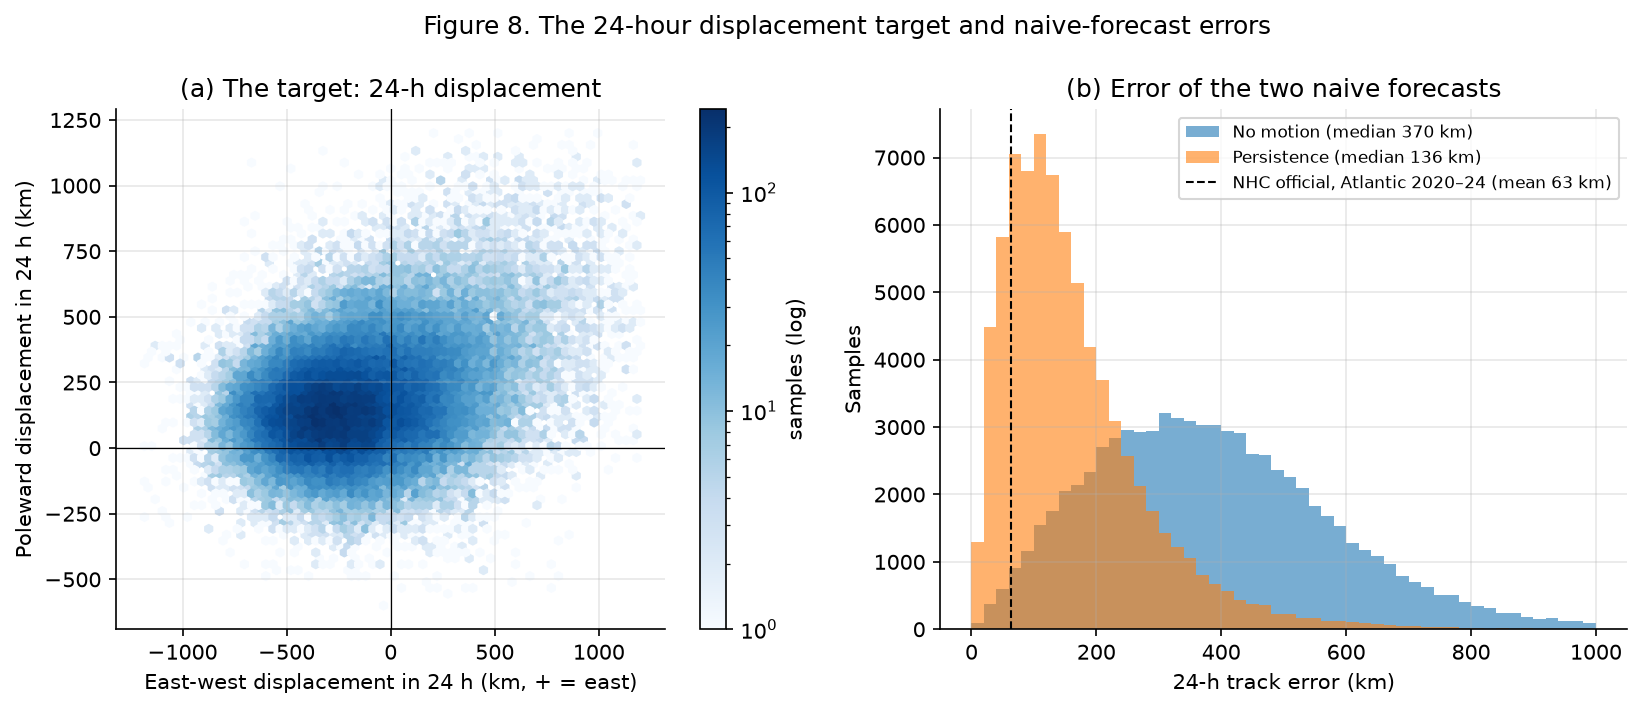 Figure 8. The 24-hour displacement target and naive-forecast errors
(a) The target: 24-h displacement
1250
1000
750
500
250
0
−250
−500
Poleward displacement in 24 h (km)
−1000
−500
0
500
1000
East-west displacement in 24 h (km, + = east)
10²
10¹
10⁰
samples (log)
(b) Error of the two naive forecasts
No motion (median 370 km)
Persistence (median 136 km)
NHC official, Atlantic 2020–24 (mean 63 km)
7000
6000
5000
4000
3000
2000
1000
0
Samples
0
200
400
600
800
1000
24-h track error (km)